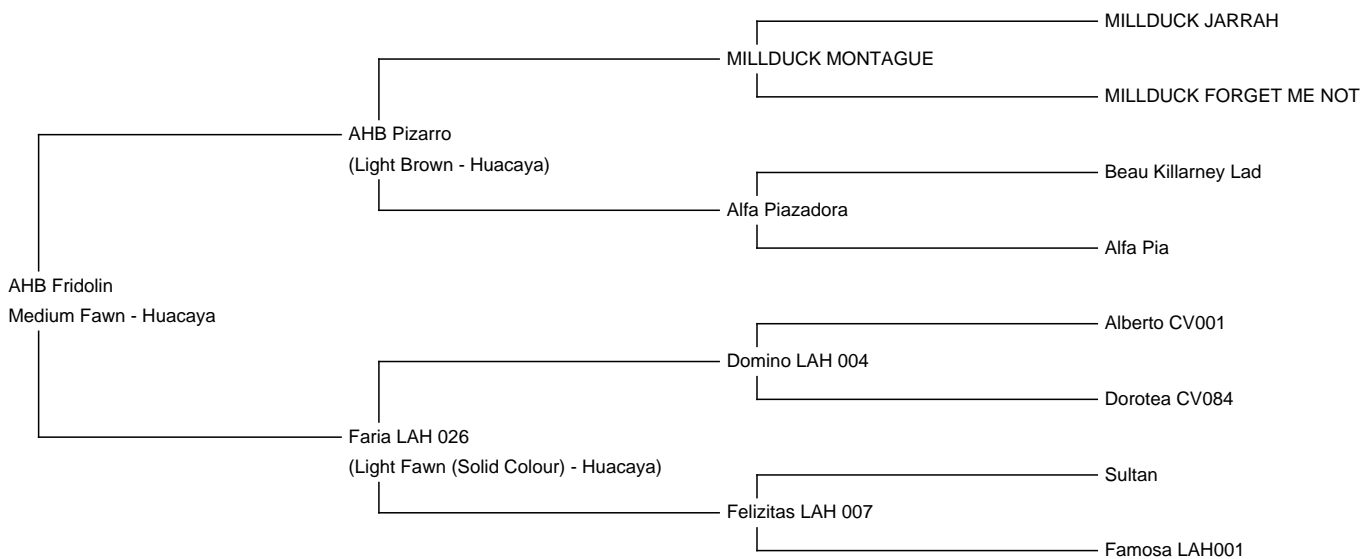 MILLDUCK JARRAH
MILLDUCK MONTAGUE
MILLDUCK FORGET ME NOT
AHB Pizarro
(Light Brown - Huacaya)
Beau Killarney Lad
Alfa Piazadora
Alfa Pia
AHB Fridolin
Medium Fawn - Huacaya
Alberto CV001
Domino LAH 004
Dorotea CV084
Faria LAH 026
(Light Fawn (Solid Colour) - Huacaya)
Sultan
Felizitas LAH 007
Famosa LAH001